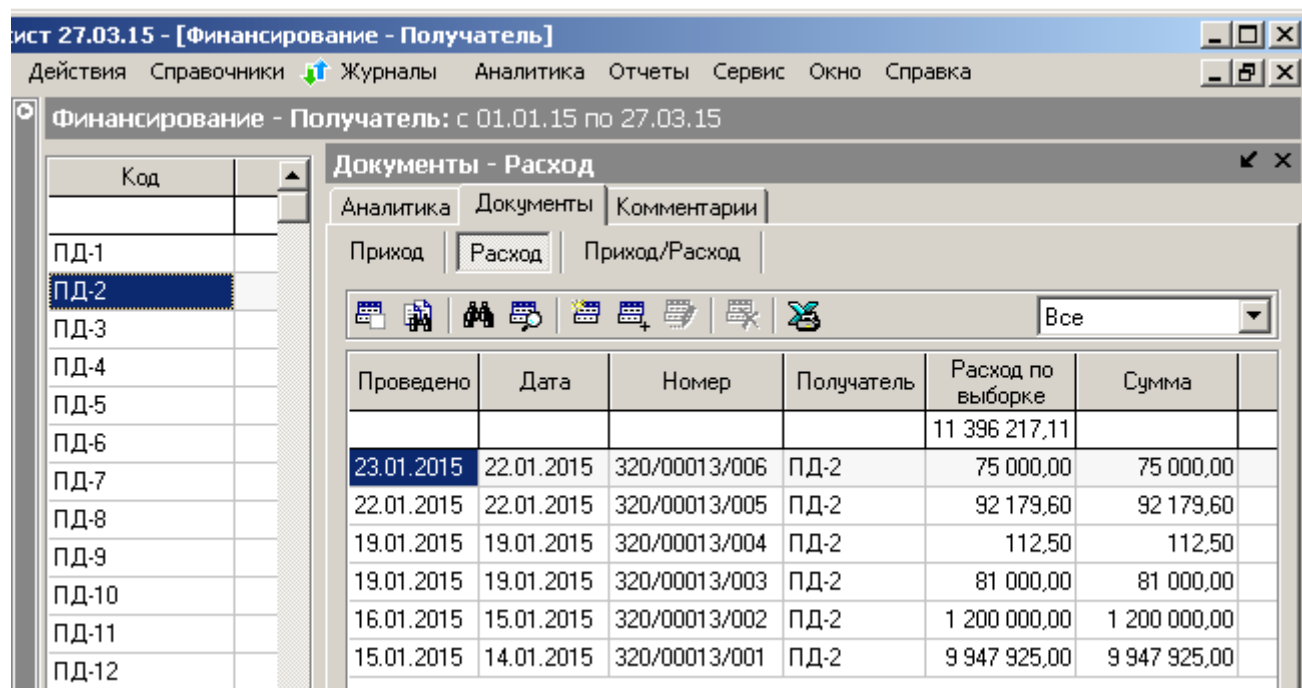 ист 27.03.15 - [Финансирование - Получатель]
Действия Справочники Журналы Аналитика Отчеты Сервис Окно Справка
Финансирование - Получатель: с 01.01.15 по 27.03.15
Код
ПД-1
ПД-2
ПД-3
ПД-4
ПД-5
ПД-6
ПД-7
ПД-8
ПД-9
ПД-10
ПД-11
ПД-12
Документы - Расход
Аналитика Документы Комментарии
Приход Расход Приход/Расход
Все
Проведено Дата Номер Получатель Расход по выборке Сумма
11 396 217,11
23.01.2015 22.01.2015 320/00013/006 ПД-2 75 000,00 75 000,00
22.01.2015 22.01.2015 320/00013/005 ПД-2 92 179,60 92 179,60
19.01.2015 19.01.2015 320/00013/004 ПД-2 112,50 112,50
19.01.2015 19.01.2015 320/00013/003 ПД-2 81 000,00 81 000,00
16.01.2015 15.01.2015 320/00013/002 ПД-2 1 200 000,00 1 200 000,00
15.01.2015 14.01.2015 320/00013/001 ПД-2 9 947 925,00 9 947 925,00